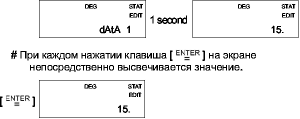 DEG STAT
EDIT
dAtA 1
1 second
DEG STAT
EDIT
15.
# При каждом нажатии клавиша [ ENTER = ] на экране
непосредственно высвечивается значение.
[ ENTER = ]
DEG STAT
EDIT
15.